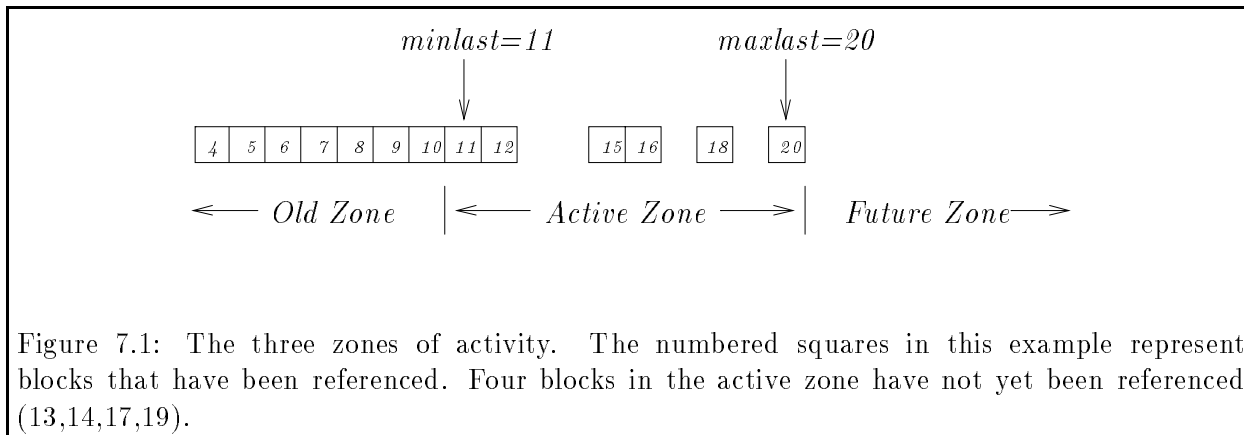 minlast=11 maxlast=20
4 5 6 7 8 9 10 11 12 15 16 18 20
Old Zone Active Zone Future Zone
Figure 7.1: The three zones of activity. The numbered squares in this example represent
blocks that have been referenced. Four blocks in the active zone have not yet been referenced
(13,14,17,19).